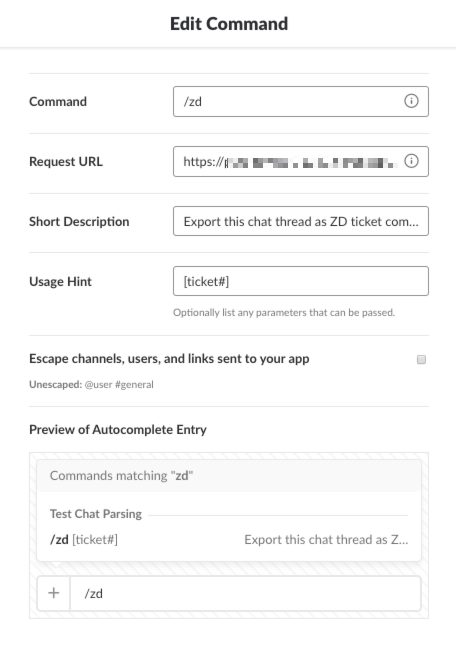 Edit Command
Command
/zd
Request URL
https://
Short Description
Export this chat thread as ZD ticket com...
Usage Hint
[ticket#]
Optionally list any parameters that can be passed.
Escape channels, users, and links sent to your app
Unescaped: @user #general
Preview of Autocomplete Entry
Commands matching "zd"
Test Chat Parsing
/zd [ticket#]
Export this chat thread as Z...
+
/zd